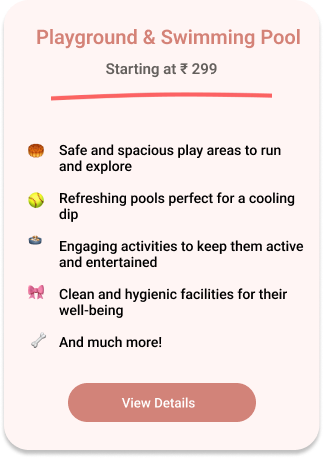 Playground & Swimming Pool
Starting at ₹ 299
Safe and spacious play areas to run
and explore
Refreshing pools perfect for a cooling
dip
Engaging activities to keep them active
and entertained
Clean and hygienic facilities for their
well-being
And much more!
View Details